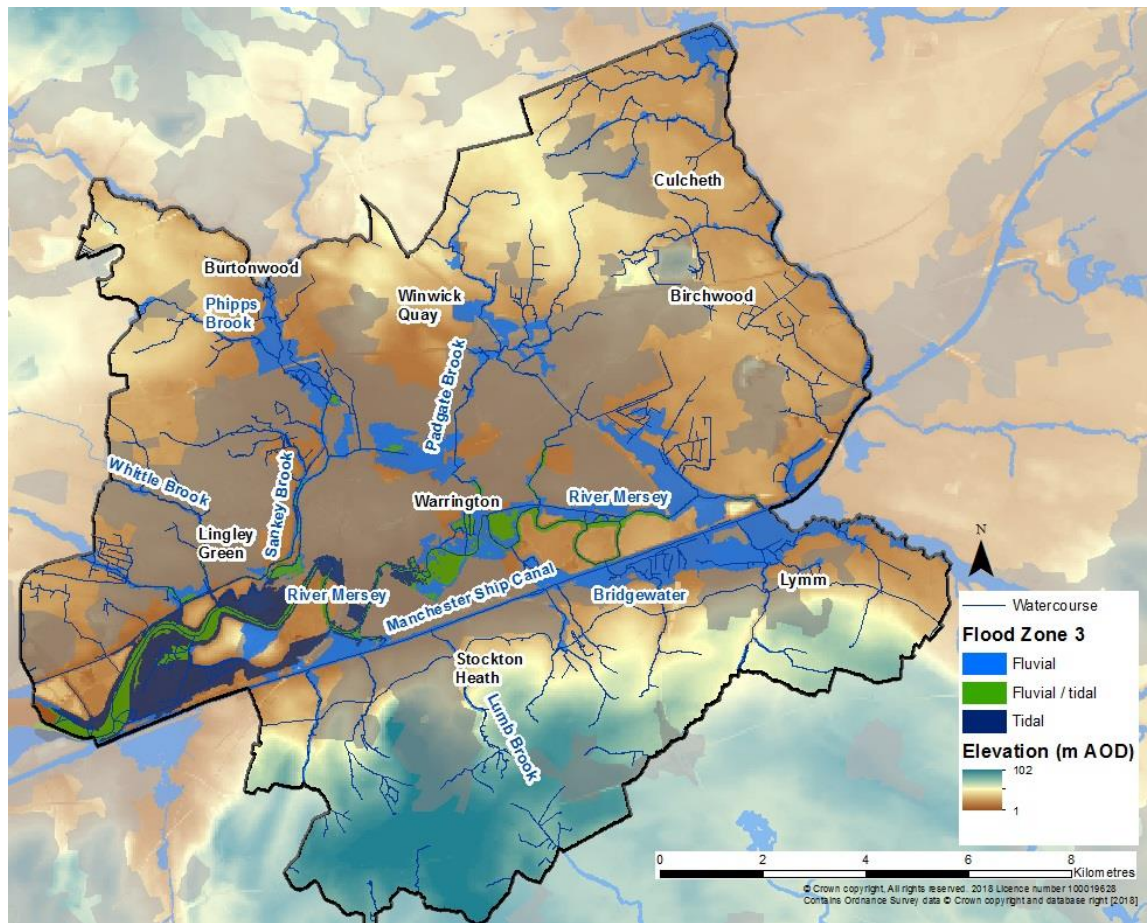 Culcheth
Burtonwood
Phipps
Brook
Winwick
Quay
Birchwood
Padgate Brook
Whittle Brook
Sankey Brook
Warrington
River Mersey
Lingley
Green
River Mersey
Manchester Ship Canal
Bridgewater
Lymm
Stockton
Heath
Lumb Brook
N
Watercourse
Flood Zone 3
Fluvial
Fluvial / tidal
Tidal
Elevation (m AOD)
102
1
0 2 4 6 8
Kilometres
© Crown copyright, All rights reserved. 2018 Licence number 100019628
Contains Ordnance Survey data © Crown copyright and database right [2018]